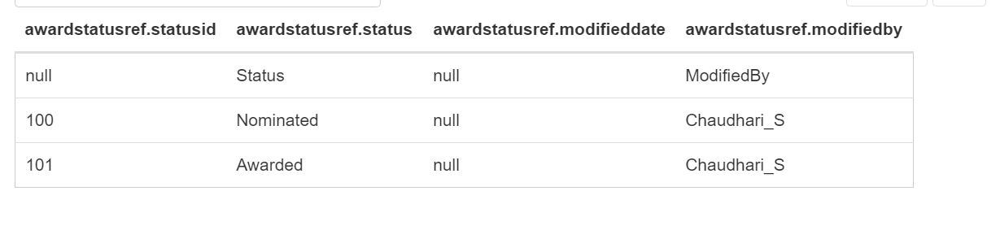 awardstatusref.statusid awardstatusref.status awardstatusref.modifieddate awardstatusref.modifiedby
null Status null ModifiedBy
100 Nominated null Chaudhari_S
101 Awarded null Chaudhari_S